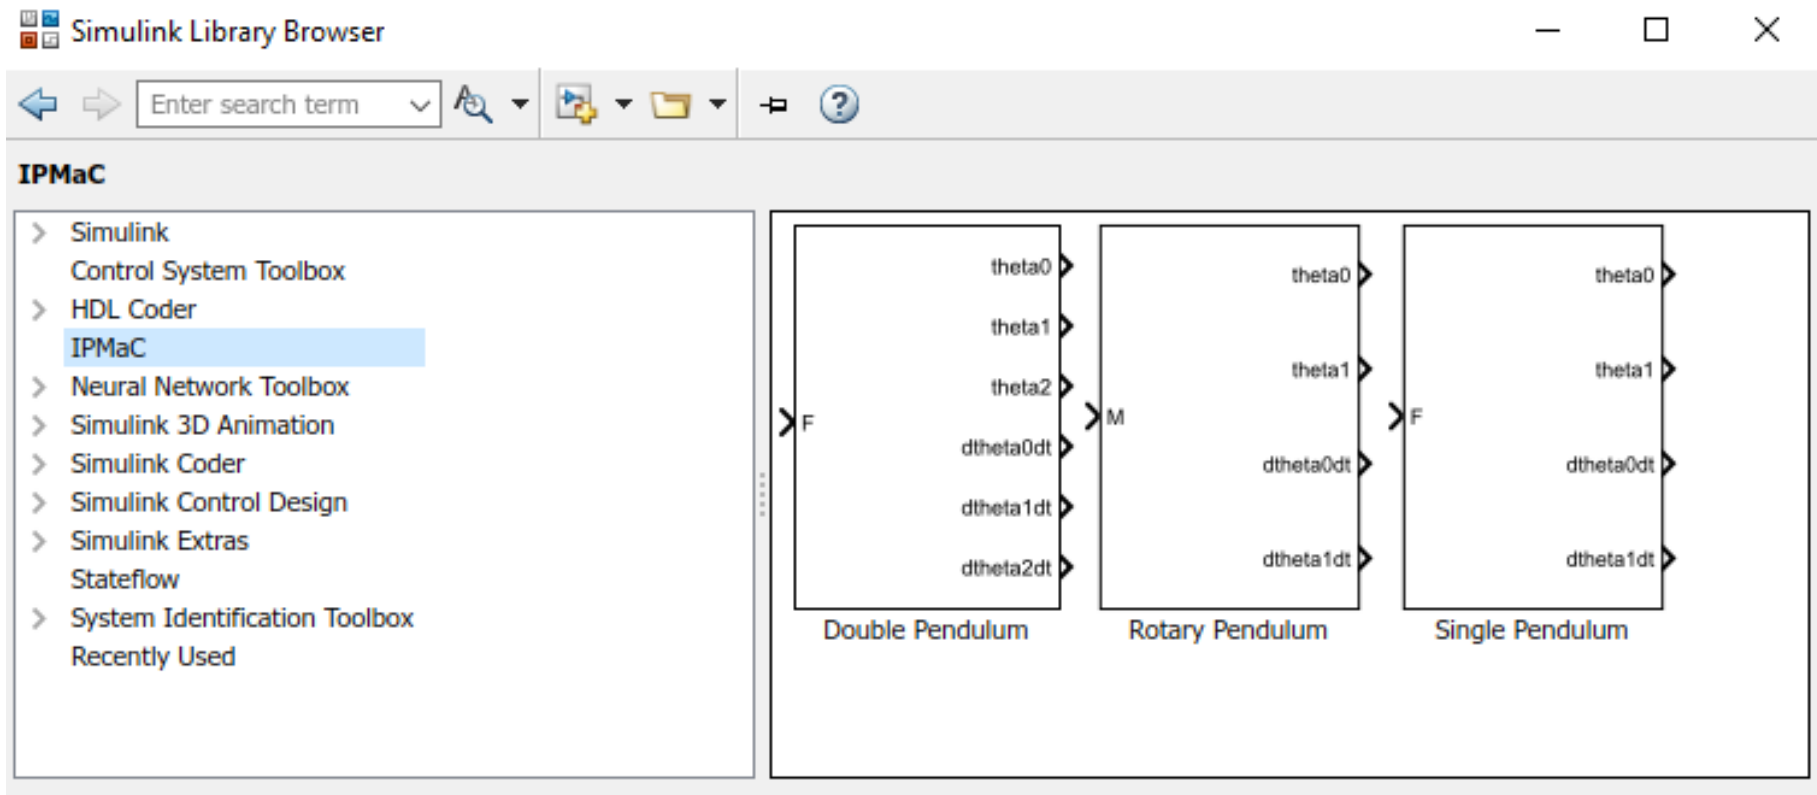 Simulink Library Browser
Enter search term
IPMaC
Simulink
Control System Toolbox
HDL Coder
IPMaC
Neural Network Toolbox
Simulink 3D Animation
Simulink Coder
Simulink Control Design
Simulink Extras
Stateflow
System Identification Toolbox
Recently Used
F
theta0
theta1
theta2
dtheta0dt
dtheta1dt
dtheta2dt
Double Pendulum
M
theta0
theta1
dtheta0dt
dtheta1dt
Rotary Pendulum
F
theta0
theta1
dtheta0dt
dtheta1dt
Single Pendulum